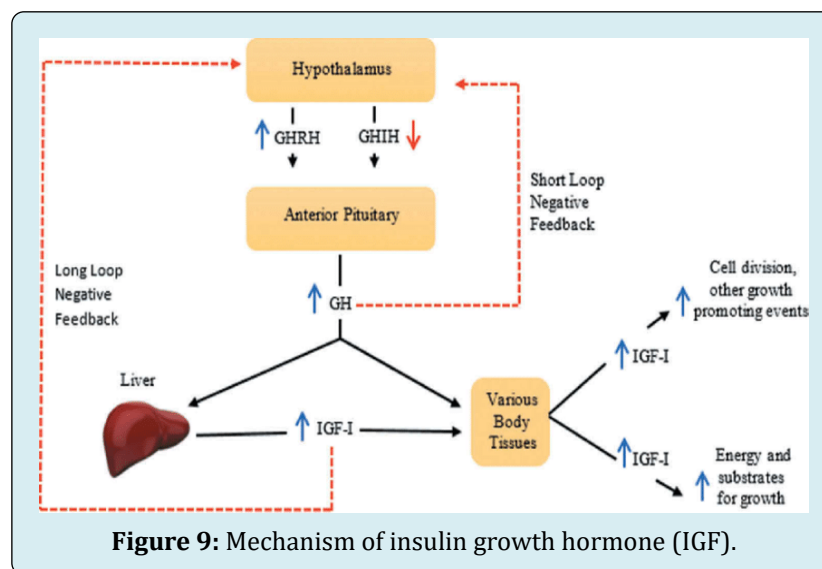 Hypothalamus
GHRH
GHIH
Anterior Pituitary
Short Loop
Negative
Feedback
Long Loop
Negative
Feedback
GH
Cell division,
other growth
promoting events
IGF-I
Liver
IGF-I
Various
Body
Tissues
IGF-I
Energy and
substrates
for growth
Figure 9: Mechanism of insulin growth hormone (IGF).